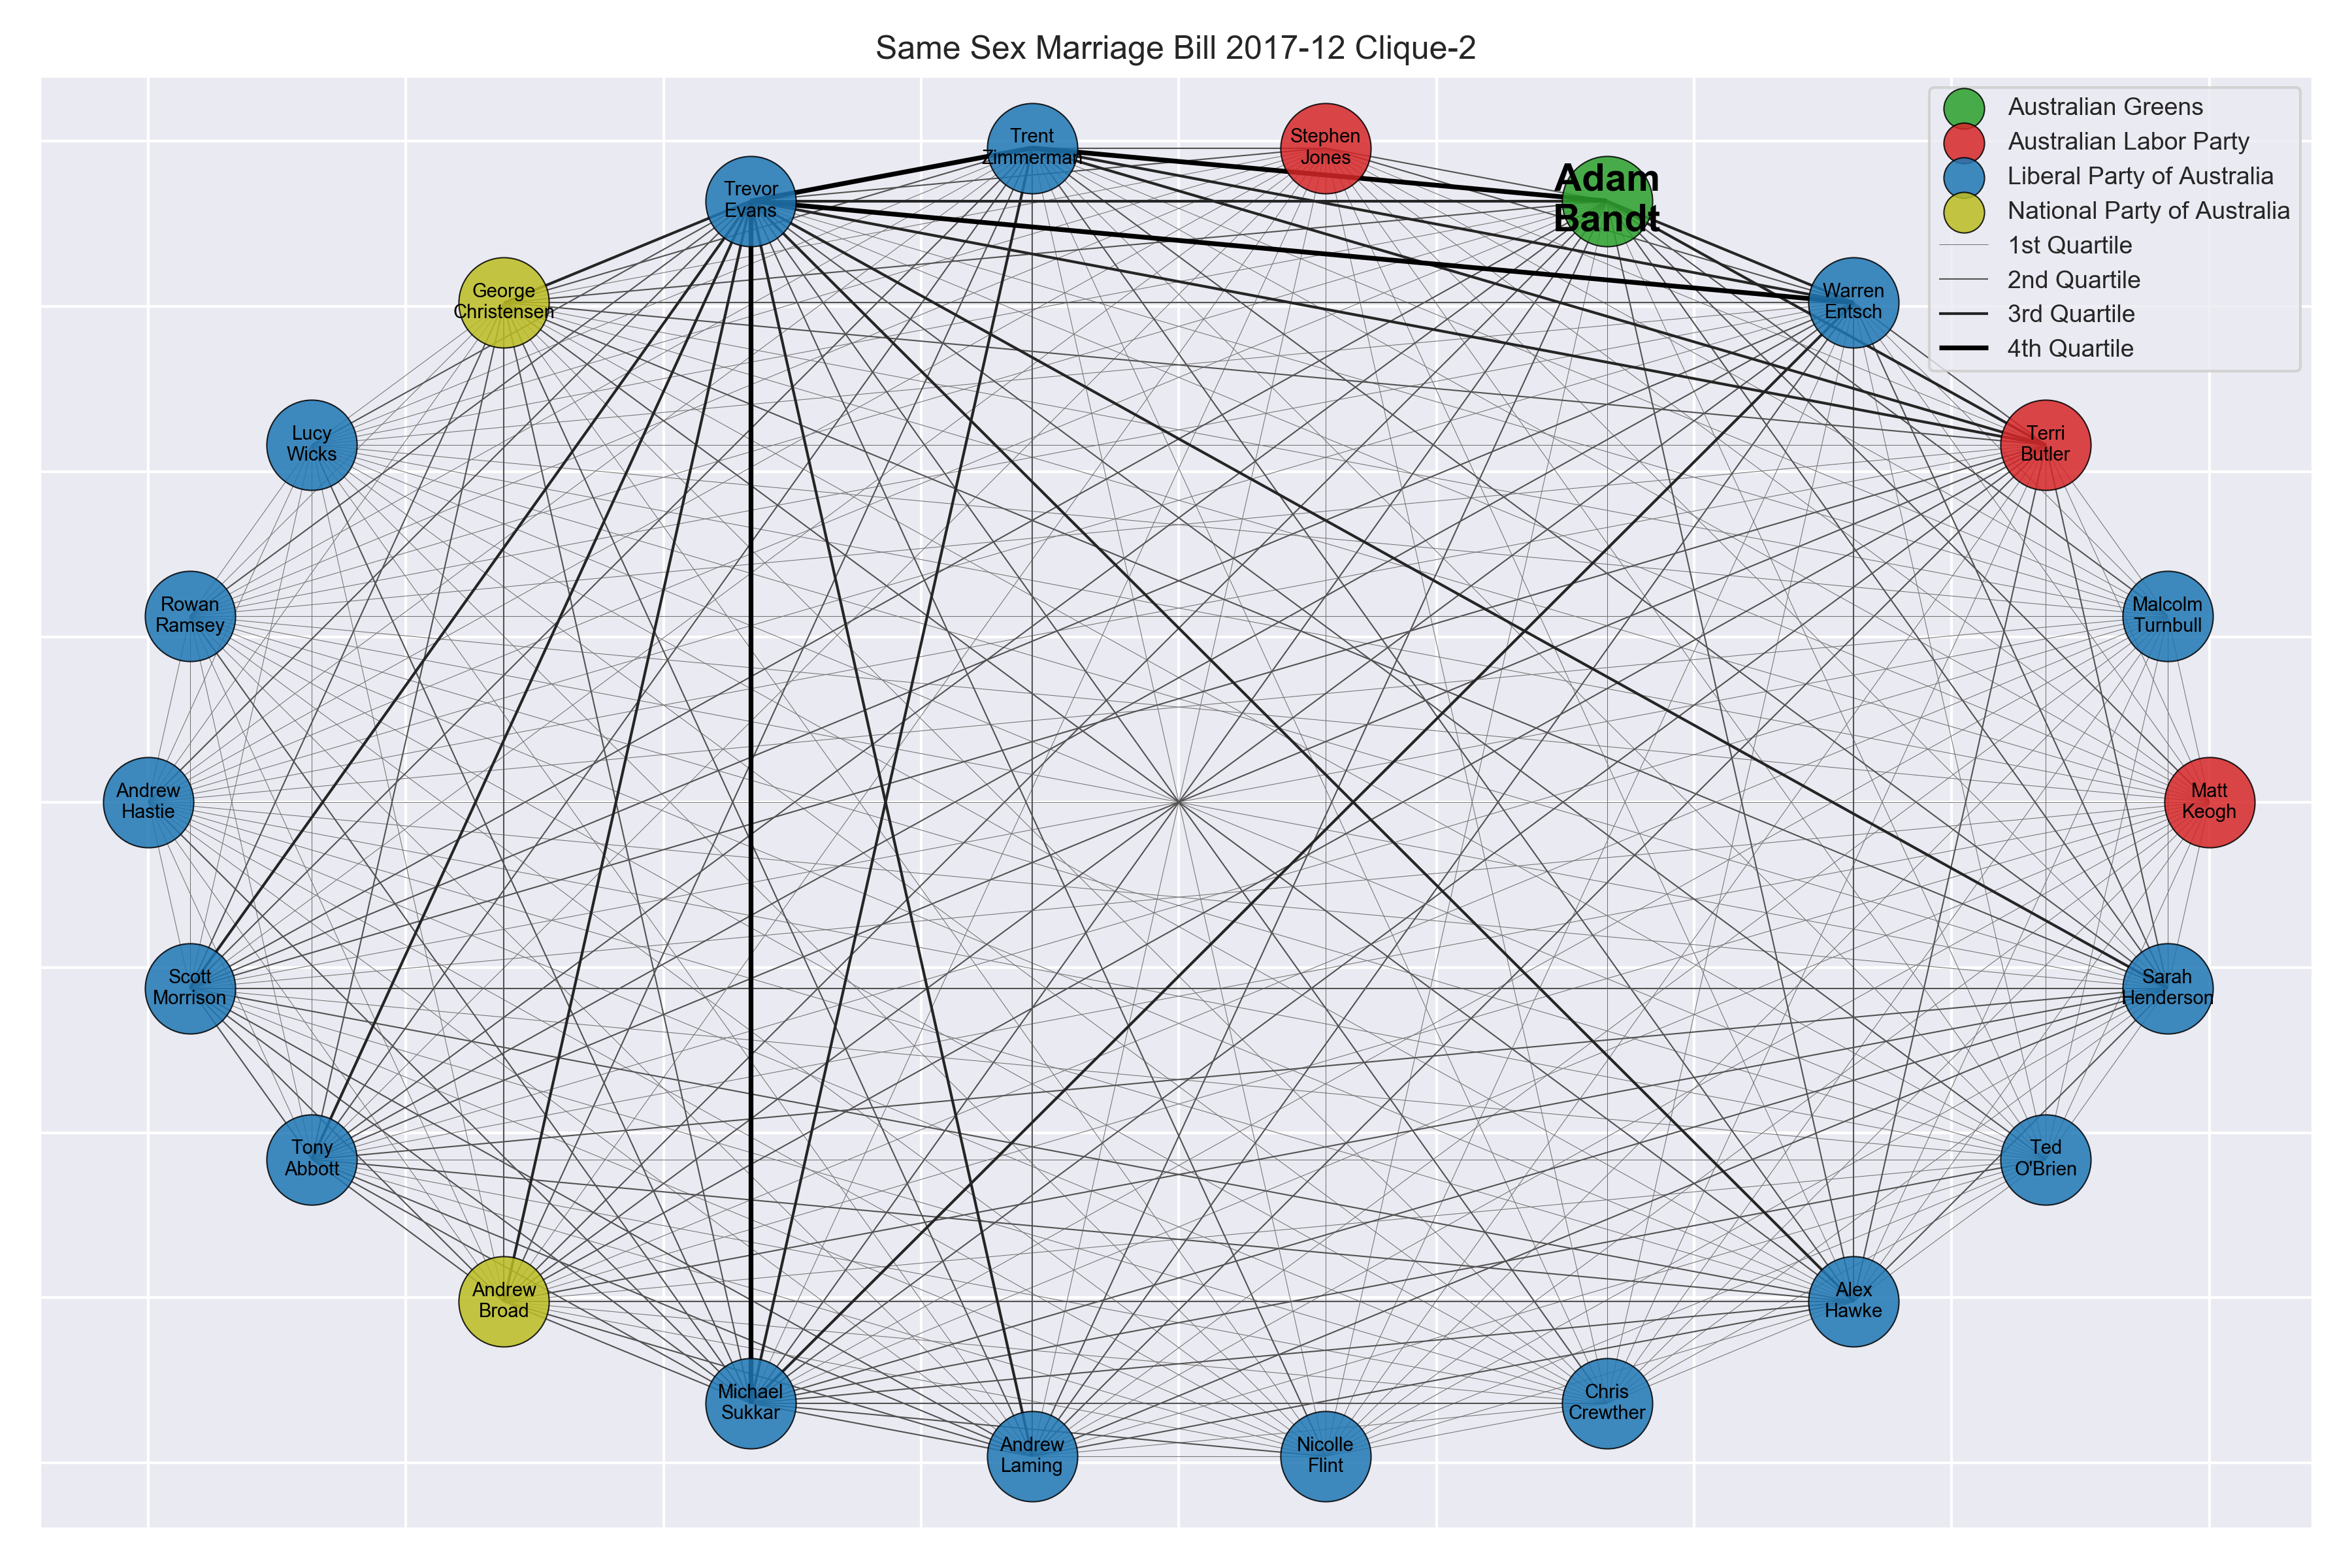 Same Sex Marriage Bill 2017-12 Clique-2
Australian Greens
Australian Labor Party
Liberal Party of Australia
National Party of Australia
1st Quartile
2nd Quartile
3rd Quartile
4th Quartile
Trent
Zimmerman
Stephen
Jones
Trevor
Evans
Adam
Bandt
George
Christensen
Warren
Entsch
Lucy
Wicks
Terri
Butler
Rowan
Ramsey
Malcolm
Turnbull
Andrew
Hastie
Matt
Keogh
Scott
Morrison
Sarah
Henderson
Tony
Abbott
Ted
O'Brien
Andrew
Broad
Alex
Hawke
Michael
Sukkar
Chris
Crewther
Andrew
Laming
Nicolle
Flint